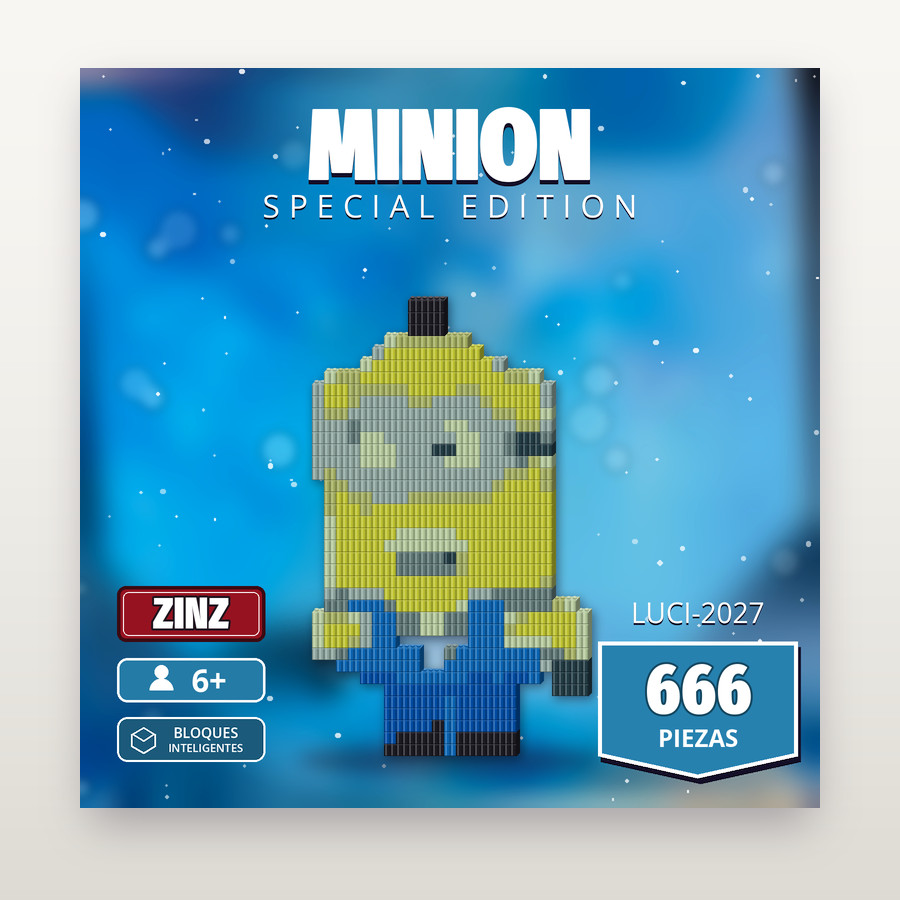 MINION
SPECIAL EDITION
ZINZ
6+
BLOQUES
INTELIGENTES
LUCI-2027
666
PIEZAS